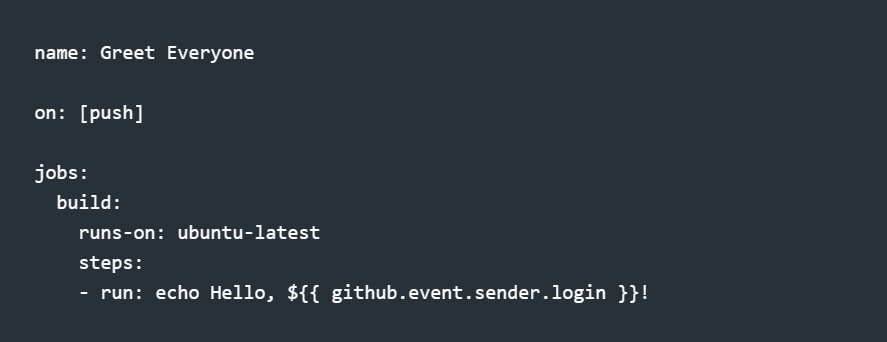 name: Greet Everyone
on: [push]
jobs:
  build:
    runs-on: ubuntu-latest
    steps:
    - run: echo Hello, ${{ github.event.sender.login }}!